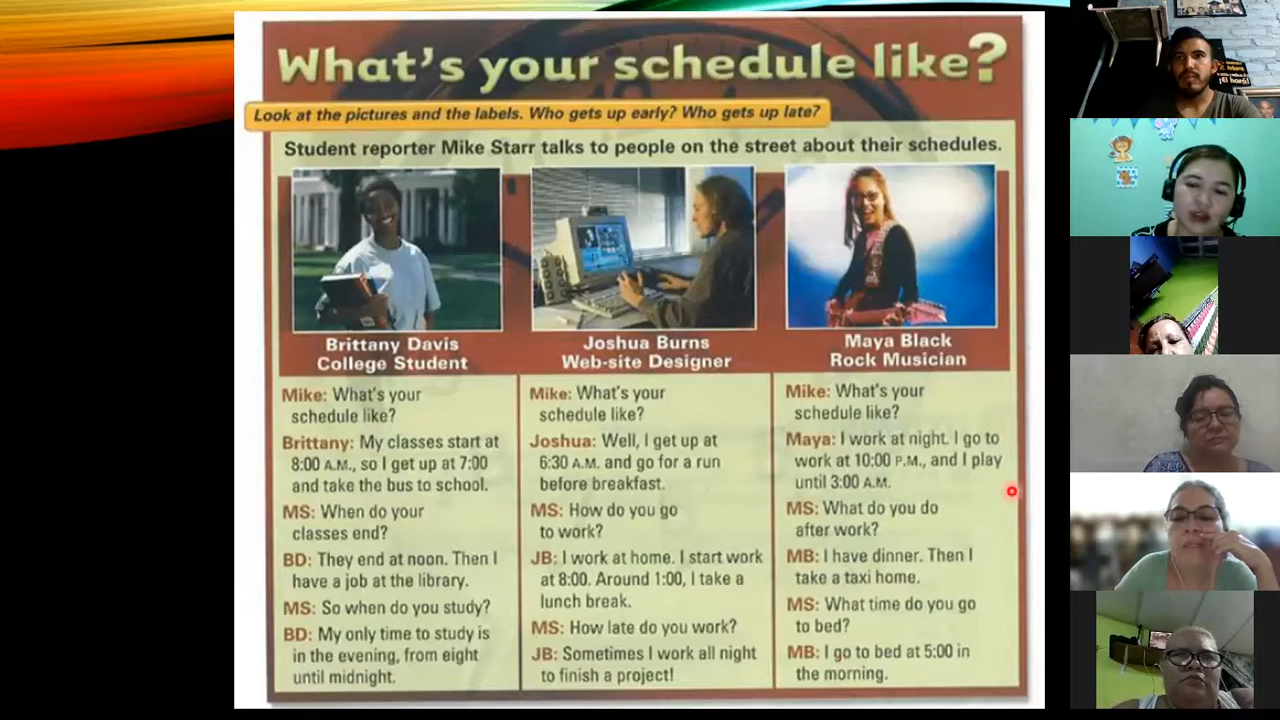 What's your schedule like?
Look at the pictures and the labels. Who gets up early? Who gets up late?
Student reporter Mike Starr talks to people on the street about their schedules.
Brittany Davis
College Student
Mike: What's your
schedule like?
Brittany: My classes start at
8:00 A.M., so I get up at 7:00
and take the bus to school.
MS: When do your
classes end?
BD: They end at noon. Then I
have a job at the library.
MS: So when do you study?
BD: My only time to study is
in the evening, from eight
until midnight.
Joshua Burns
Web-site Designer
Mike: What's your
schedule like?
Joshua: Well, I get up at
6:30 A.M. and go for a run
before breakfast.
MS: How do you go
to work?
JB: I work at home. I start work
at 8:00. Around 1:00, I take a
lunch break.
MS: How late do you work?
JB: Sometimes I work all night
to finish a project!
Maya Black
Rock Musician
Mike: What's your
schedule like?
Maya: I work at night. I go to
work at 10:00 P.M., and I play
until 3:00 A.M.
MS: What do you do
after work?
MB: I have dinner. Then I
take a taxi home.
MS: What time do you go
to bed?
MB: I go to bed at 5:00 in
the morning.